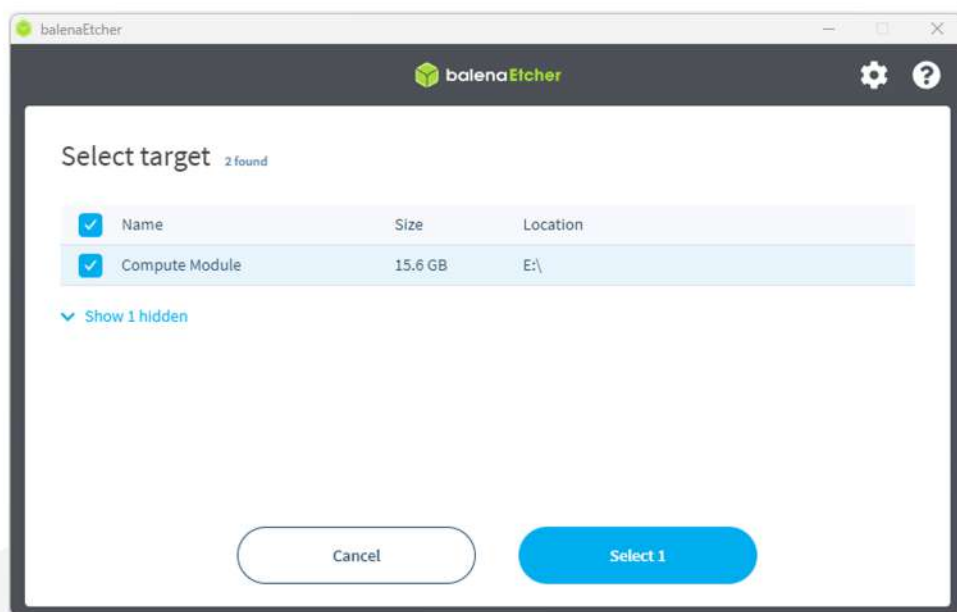 balenaEtcher
balenaEtcher
Select target 2 found
Name Size Location
Compute Module 15.6 GB E:\
Show 1 hidden
Cancel Select 1